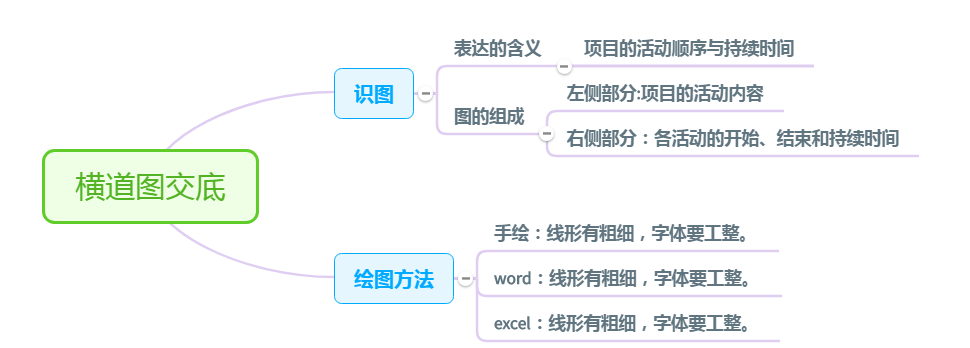 横道图交底
识图
表达的含义
项目的活动顺序与持续时间
图的组成
左侧部分:项目的活动内容
右侧部分：各活动的开始、结束和持续时间
绘图方法
手绘：线形有粗细，字体要工整。
word：线形有粗细，字体要工整。
excel：线形有粗细，字体要工整。